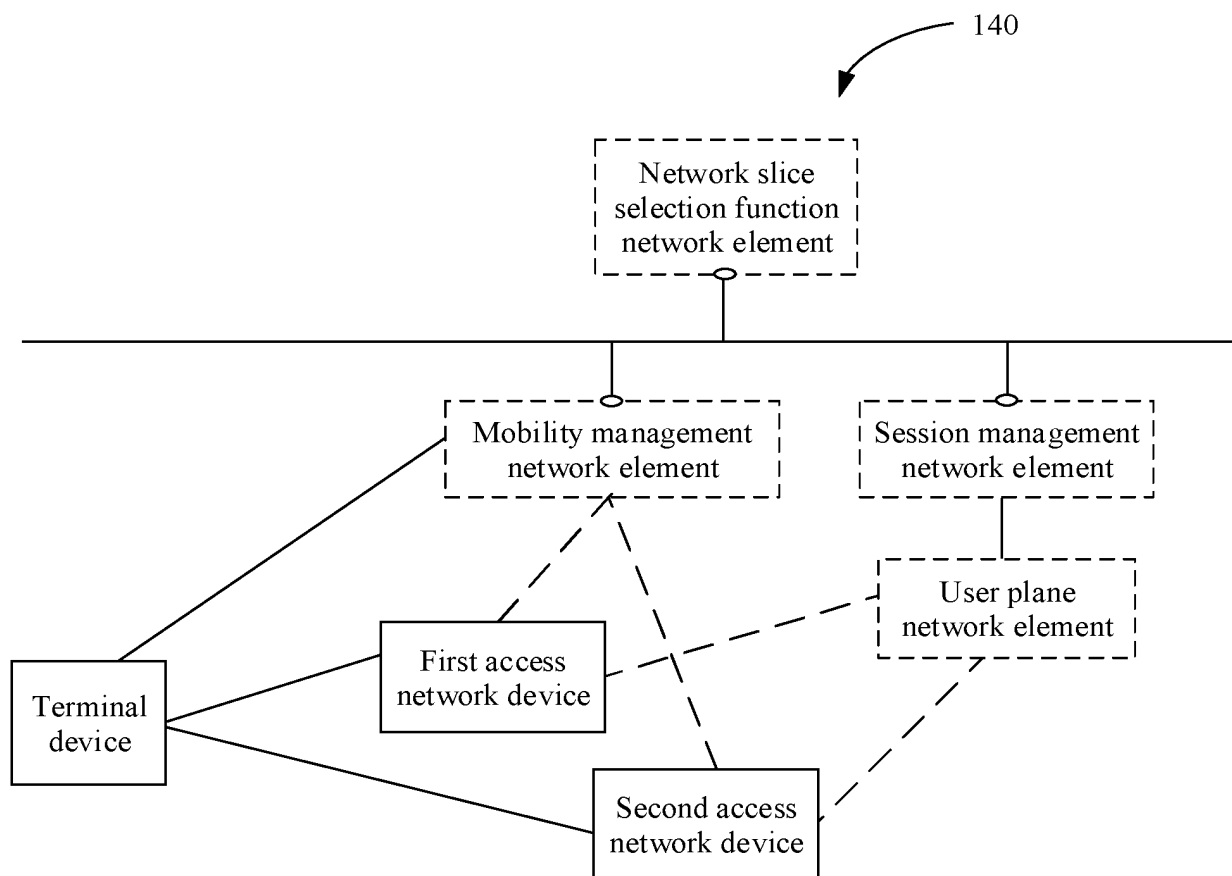 140
Network slice
selection function
network element
Mobility management
network element
Session management
network element
User plane
network element
First access
network device
Terminal
device
Second access
network device